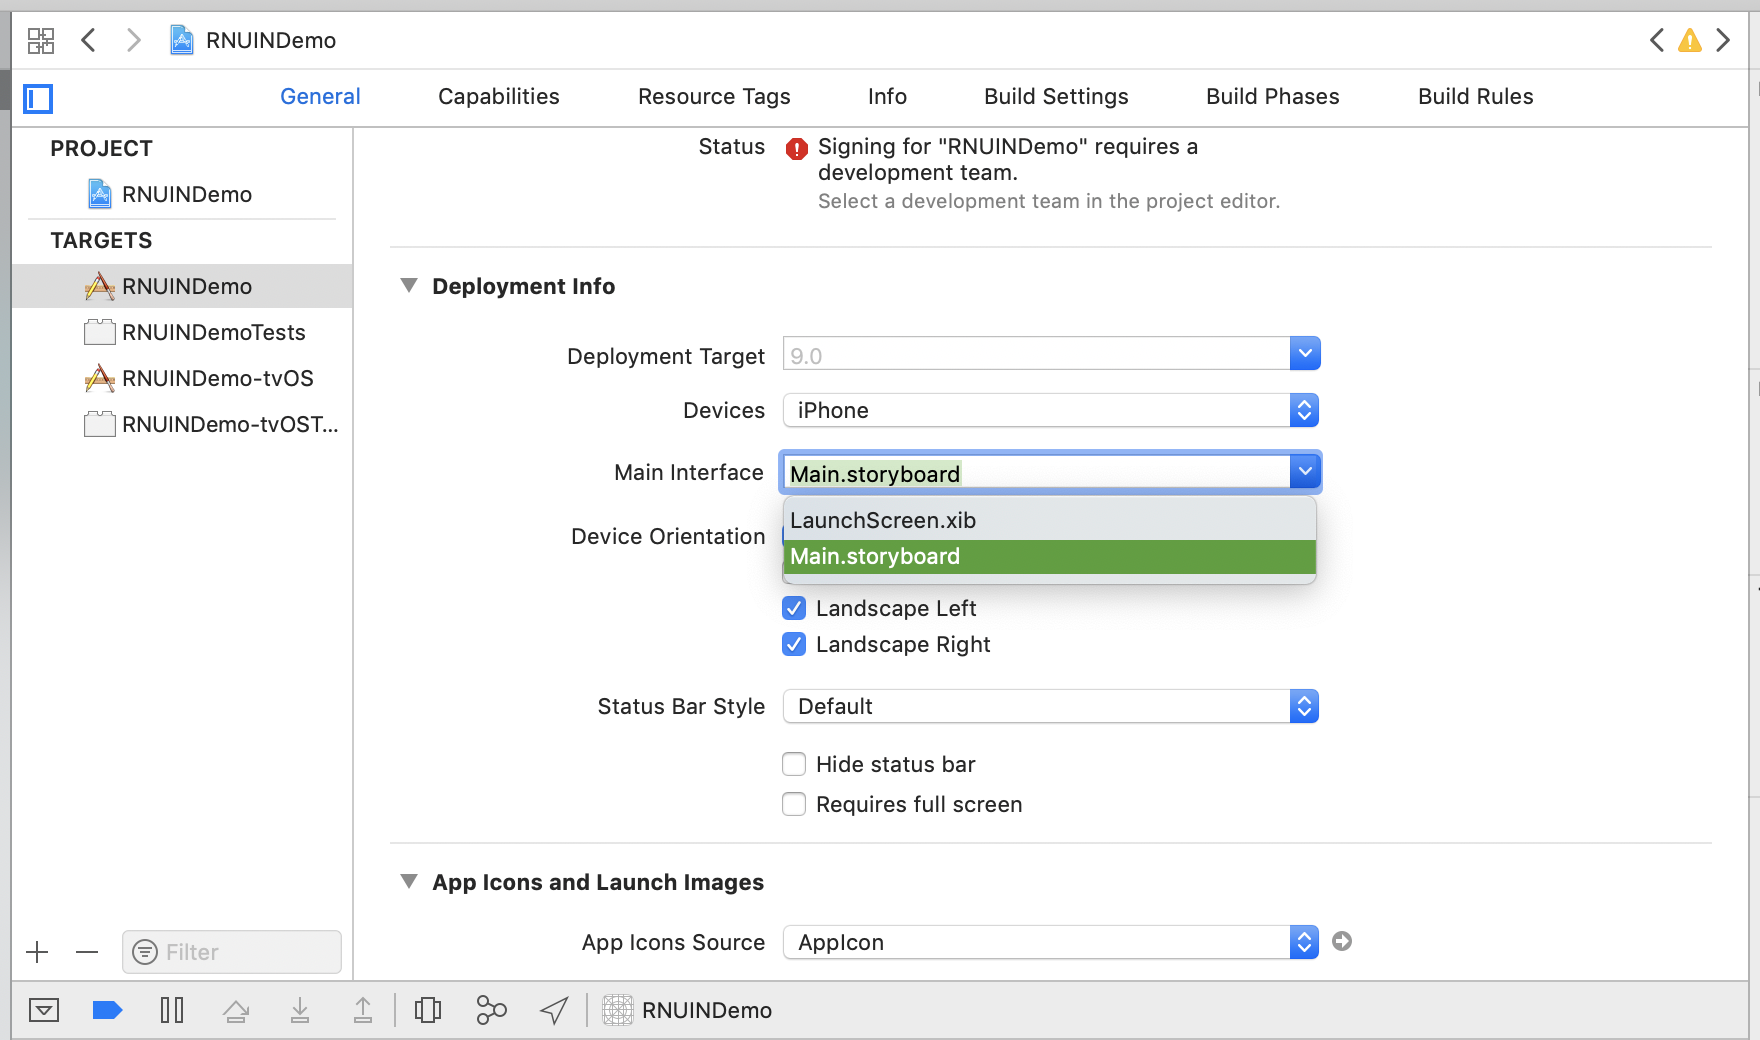 RNUINDemo
General Capabilities Resource Tags Info Build Settings Build Phases Build Rules
PROJECT
RNUINDemo
TARGETS
RNUINDemo
RNUINDemoTests
RNUINDemo-tvOS
RNUINDemo-tvOST...
Filter
Status
Signing for "RNUINDemo" requires a
development team.
Select a development team in the project editor.
Deployment Info
Deployment Target 9.0
Devices iPhone
Main Interface Main.storyboard
LaunchScreen.xib
Main.storyboard
Device Orientation
Landscape Left
Landscape Right
Status Bar Style Default
Hide status bar
Requires full screen
App Icons and Launch Images
App Icons Source AppIcon
RNUINDemo